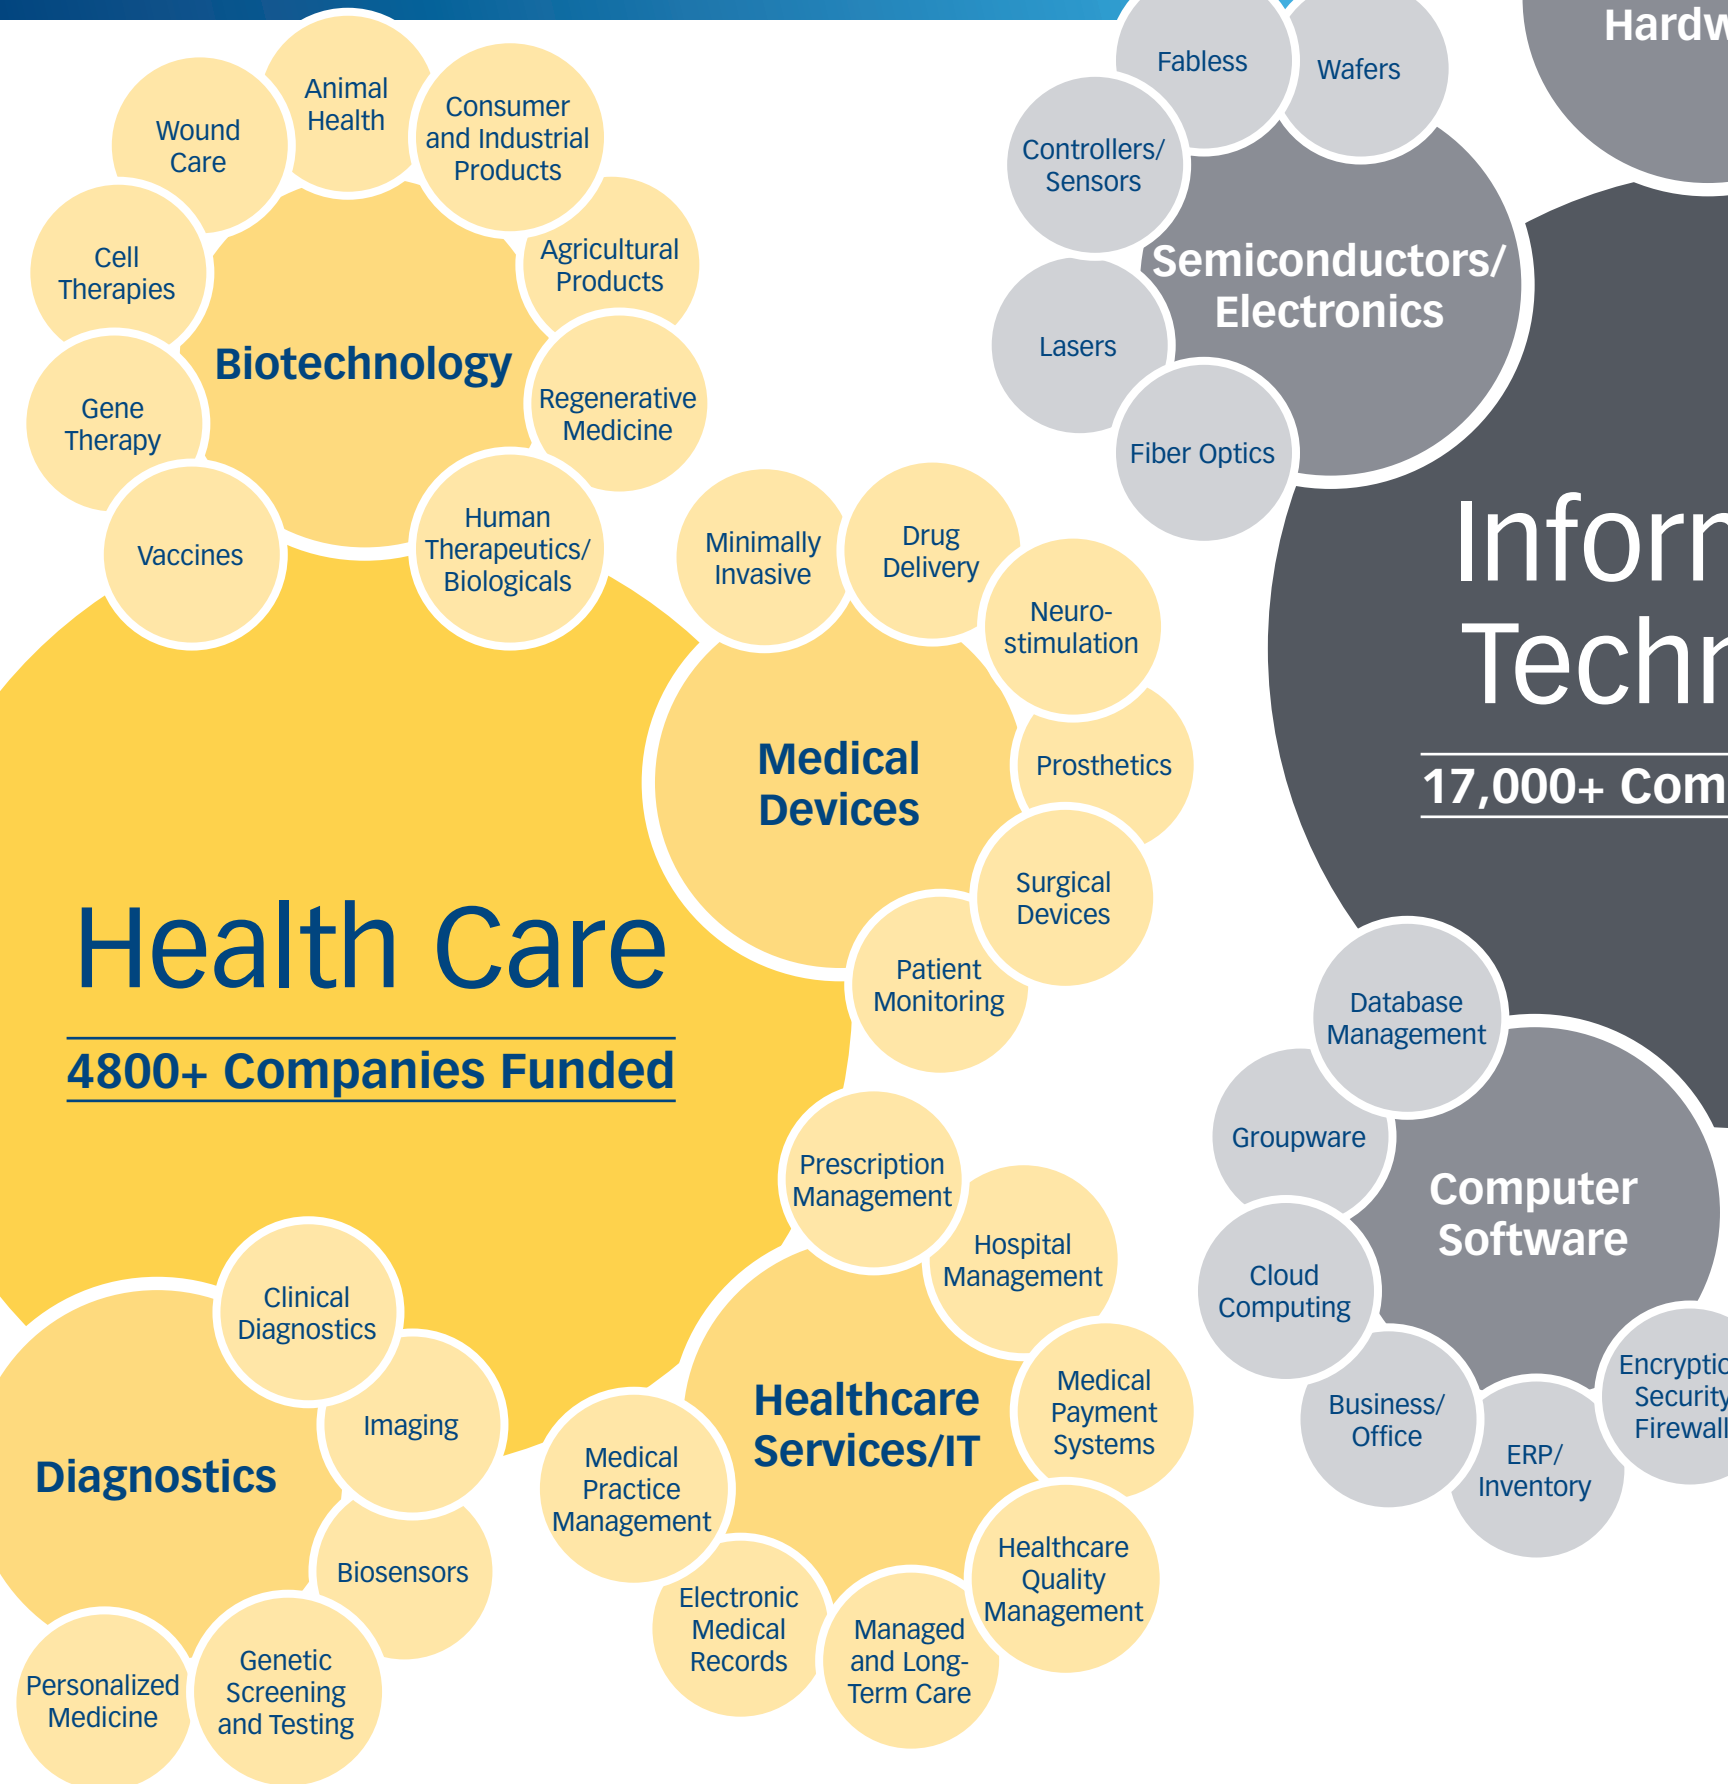 Animal
Health
Wound
Care
Consumer
and Industrial
Products
Cell
Therapies
Agricultural
Products
Biotechnology
Gene
Therapy
Regenerative
Medicine
Vaccines
Human
Therapeutics/
Biologicals
Minimally
Invasive
Drug
Delivery
Neuro-
stimulation
Medical
Devices
Prosthetics
Surgical
Devices
Patient
Monitoring
Health Care
4800+ Companies Funded
Prescription
Management
Hospital
Management
Healthcare
Services/IT
Medical
Payment
Systems
Medical
Practice
Management
Healthcare
Quality
Management
Electronic
Medical
Records
Managed
and Long-
Term Care
Clinical
Diagnostics
Imaging
Diagnostics
Biosensors
Genetic
Screening
and Testing
Personalized
Medicine
Hardw
Fabless
Wafers
Controllers/
Sensors
Semiconductors/
Electronics
Lasers
Fiber Optics
Inform
Techn
17,000+ Com
Database
Management
Groupware
Computer
Software
Cloud
Computing
Business/
Office
ERP/
Inventory
Encryptio
Security
Firewall